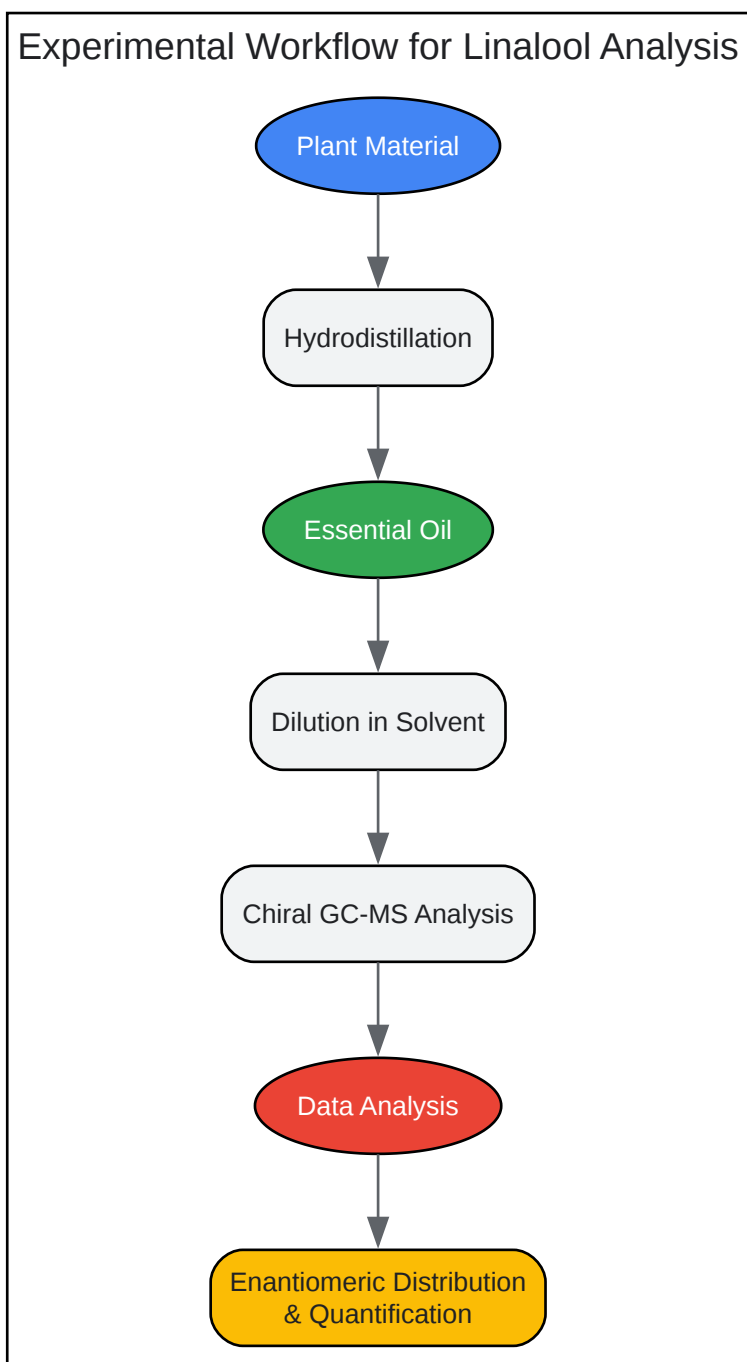 Experimental Workflow for Linalool Analysis
Plant Material
Hydrodistillation
Essential Oil
Dilution in Solvent
Chiral GC-MS Analysis
Data Analysis
Enantiomeric Distribution
& Quantification